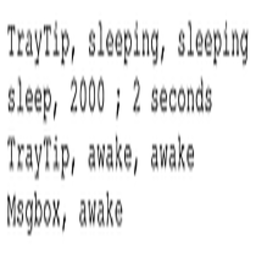 TrayTip, sleeping, sleeping
sleep, 2000 ; 2 seconds
TrayTip, awake, awake
Msgbox, awake